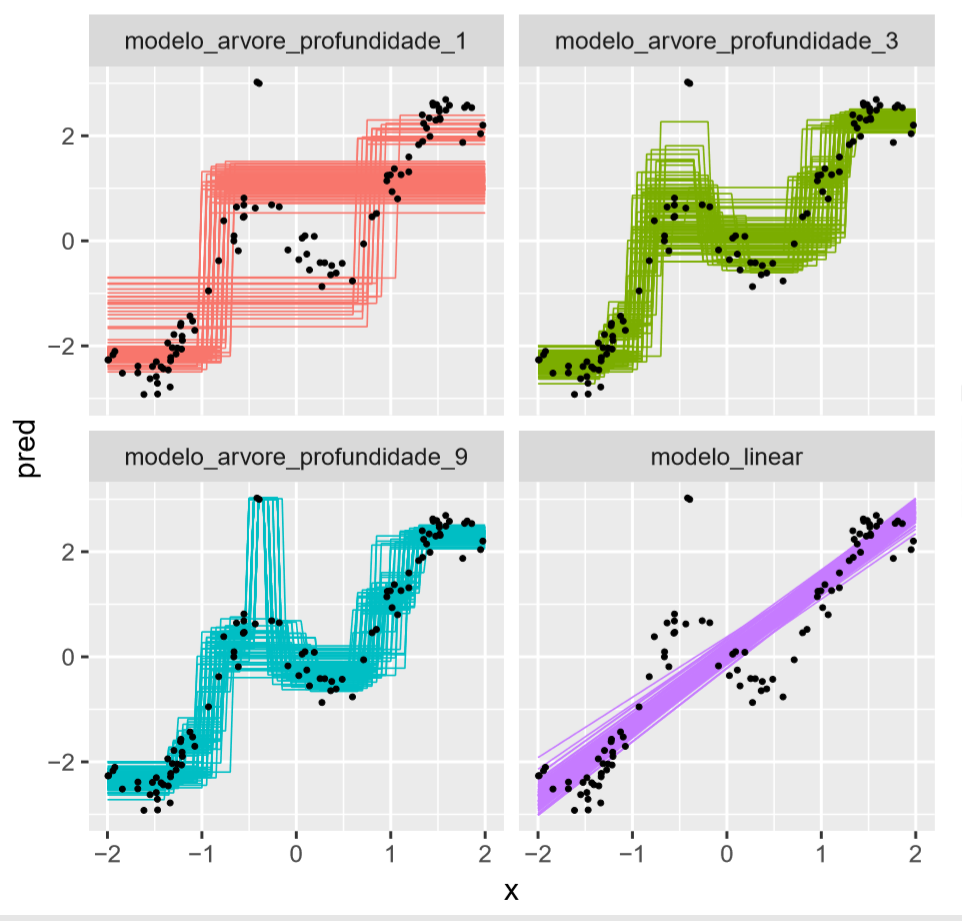 modelo_arvore_profundidade_1
modelo_arvore_profundidade_3
2
0
−2
modelo_arvore_profundidade_9
modelo_linear
2
0
−2
−2 −1 0 1 2
−2 −1 0 1 2
pred
x